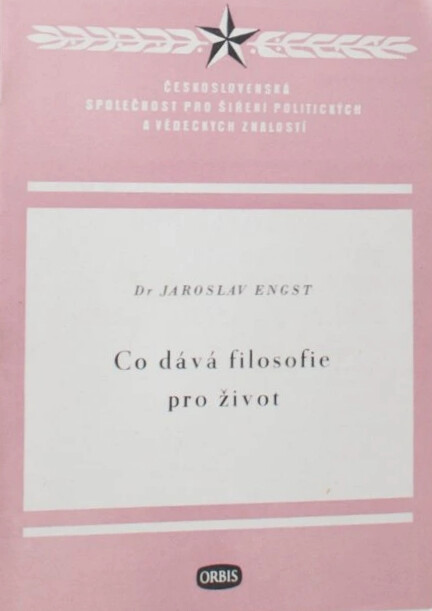 ČESKOSLOVENSKÁ
SPOLEČNOST PRO ŠÍŘENÍ POLITICKÝCH
A VĚDECKÝCH ZNALOSTÍ
Dr JAROSLAV ENGST
Co dává filosofie
pro život
ORBIS